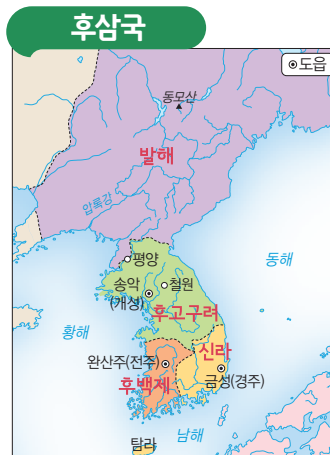 후삼국
도읍
동모산
발해
압록강
평양
동해
송악
(개성)
철원
후고구려
황해
신라
완산주(전주)
후백제
금성(경주)
남해
탐라